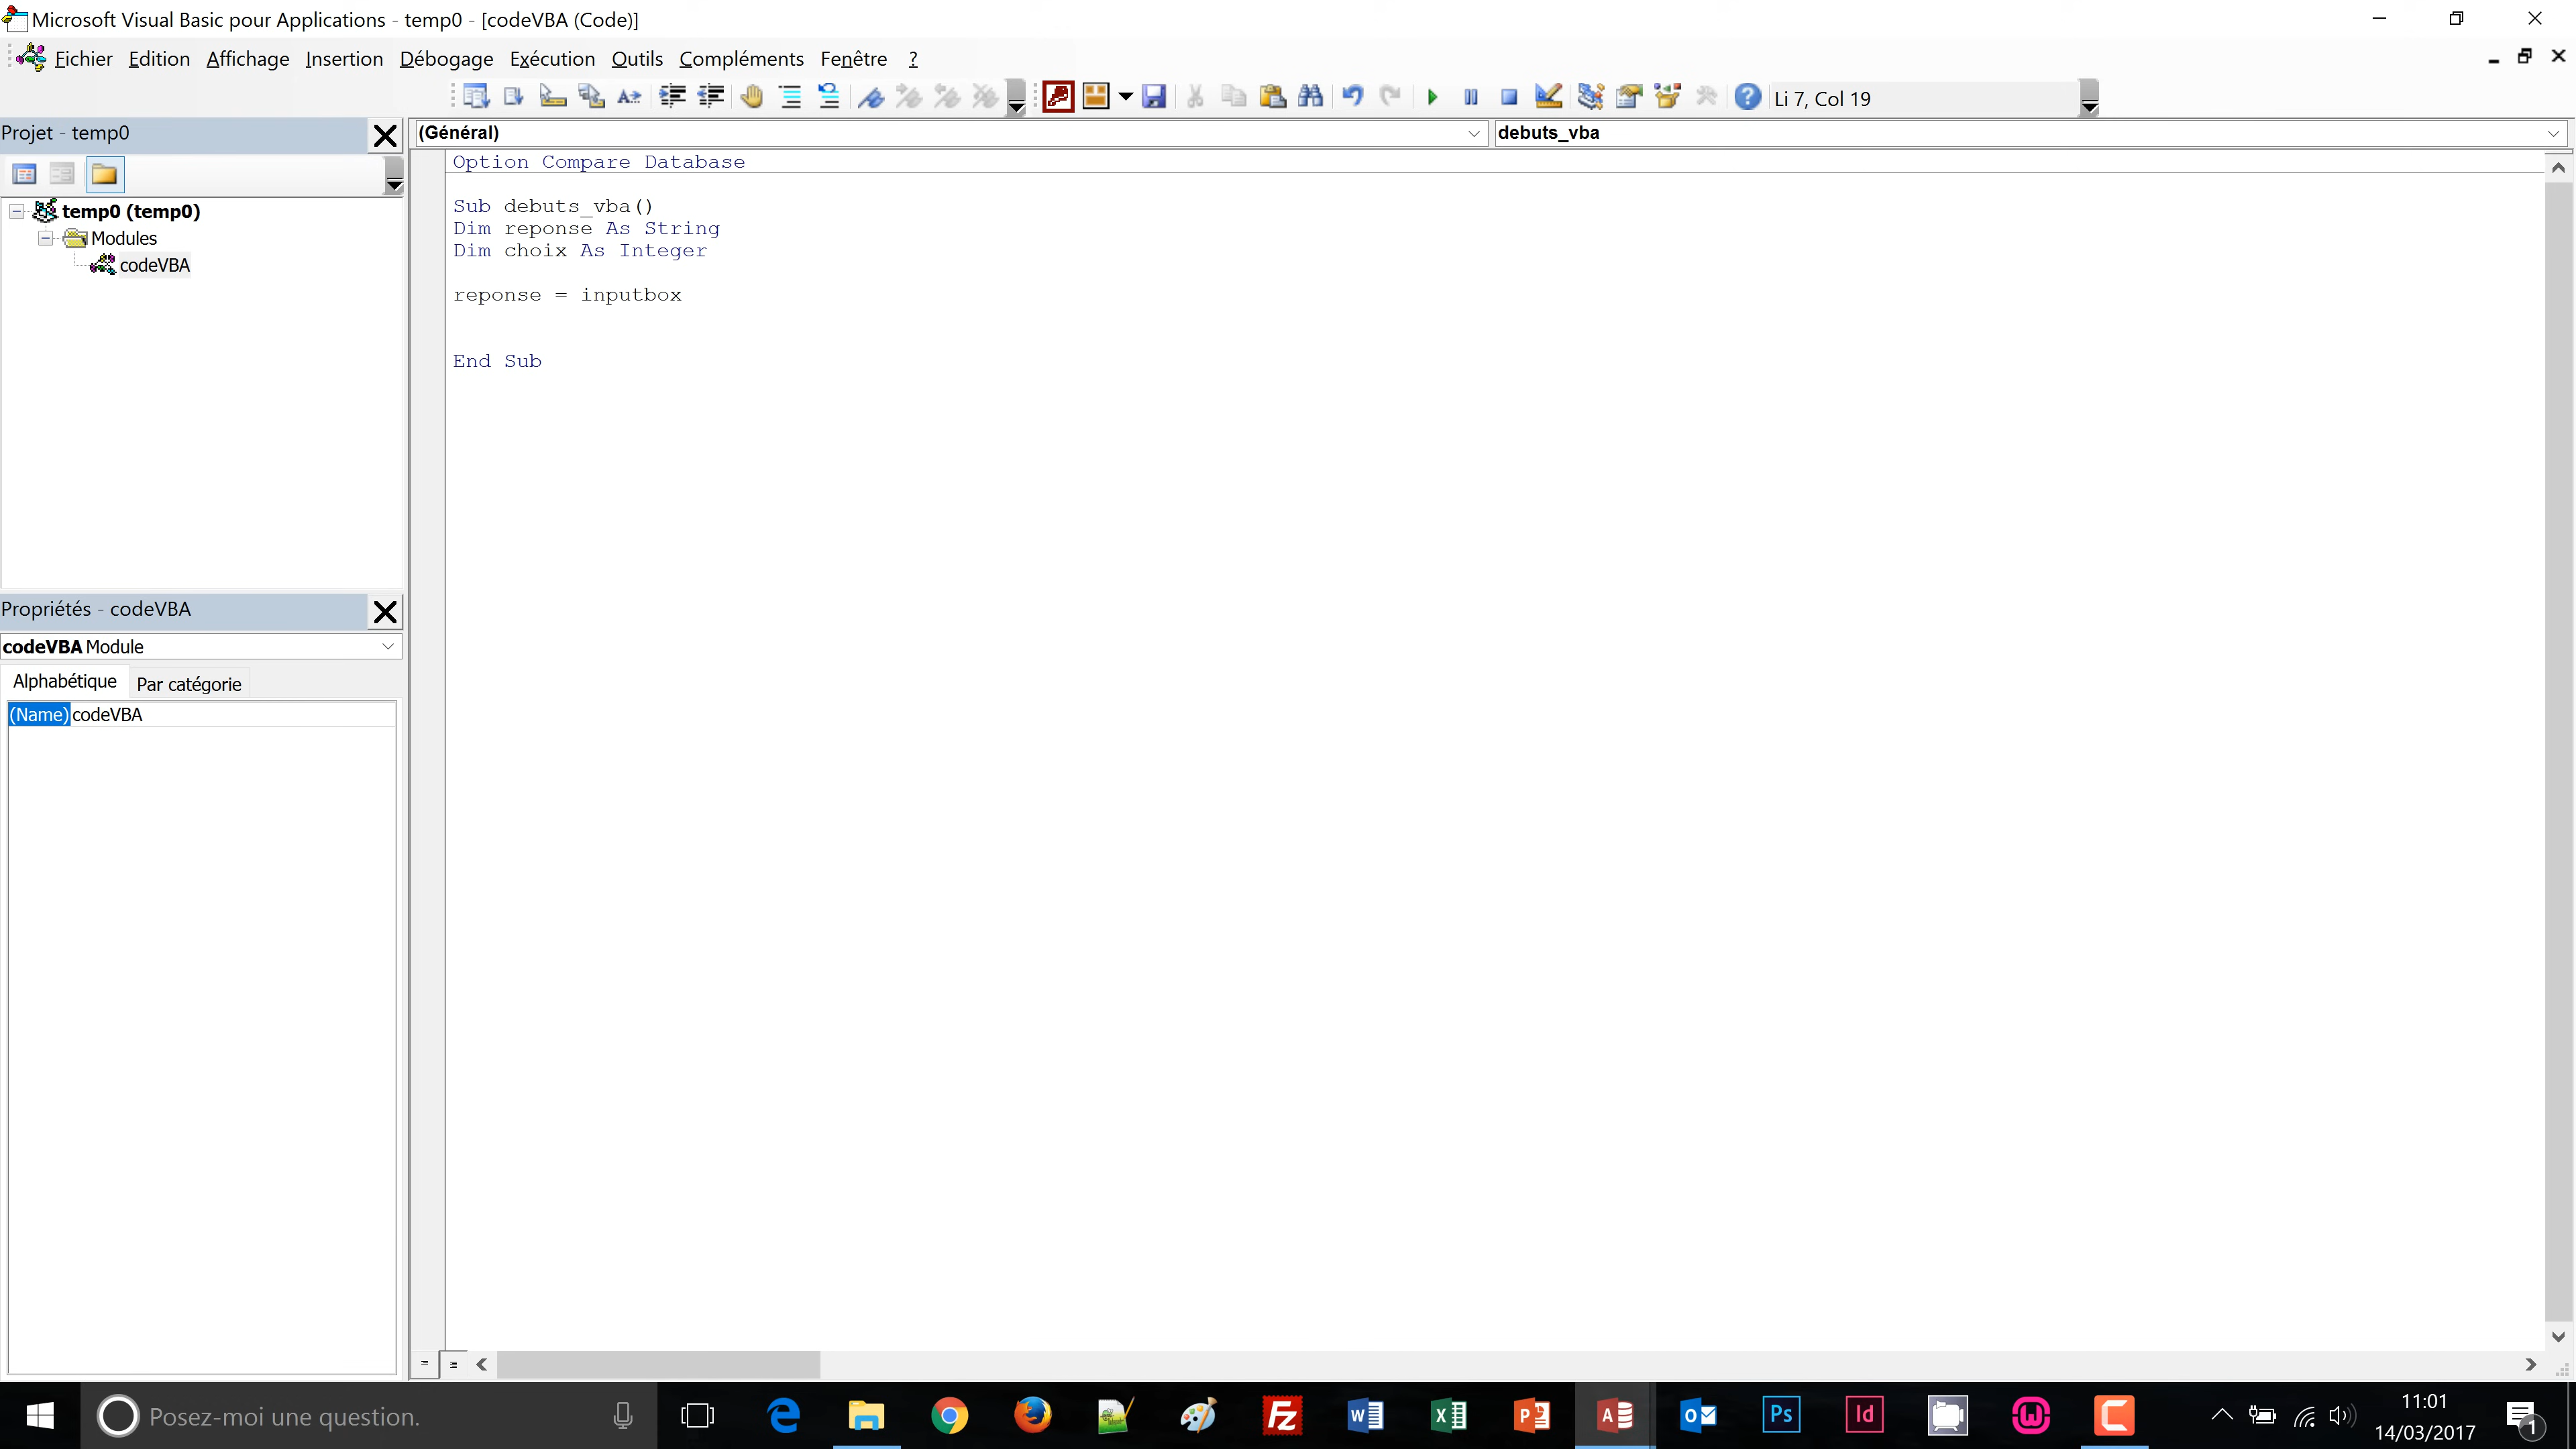 Microsoft Visual Basic pour Applications - temp0 - [codeVBA (Code)]
Fichier Edition Affichage Insertion Débogage Exécution Outils Compléments Fenêtre ?
Li 7, Col 19
Projet - temp0
(Général)
debuts_vba
temp0 (temp0)
Modules
codeVBA
Option Compare Database
Sub debuts_vba()
Dim reponse As String
Dim choix As Integer
reponse = inputbox
End Sub
Propriétés - codeVBA
codeVBA Module
Alphabétique Par catégorie
(Name) codeVBA
Posez-moi une question.
Ps
Id
11:01
14/03/2017
1